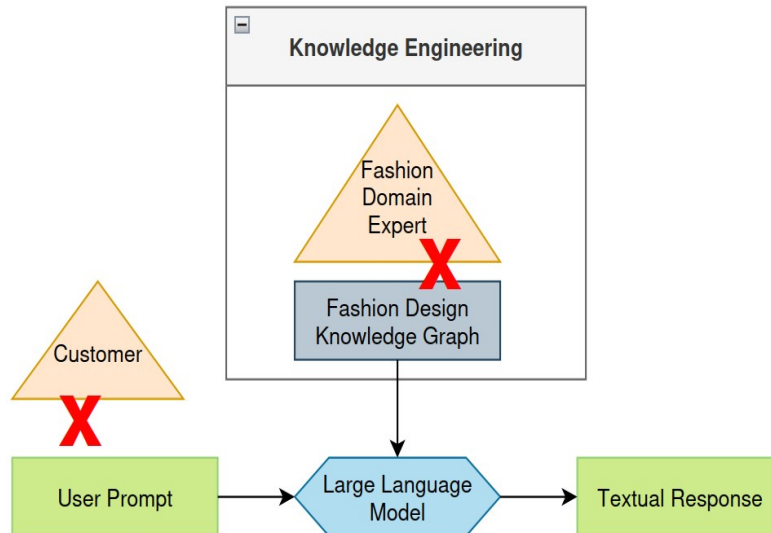 Knowledge Engineering
Fashion
Domain
Expert
X
Fashion Design
Knowledge Graph
Customer
X
User Prompt
Large Language
Model
Textual Response